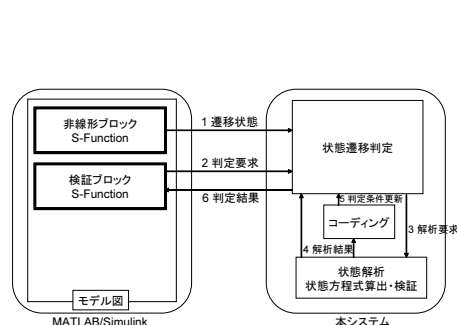 非線形ブロック
S-Function
1 遷移状態
2 判定要求
検証ブロック
S-Function
6 判定結果
状態遷移判定
5 判定条件更新
コーディング
3 解析要求
4 解析結果
状態解析
状態方程式算出・検証
モデル図
MATLAB/Simulink
本システム